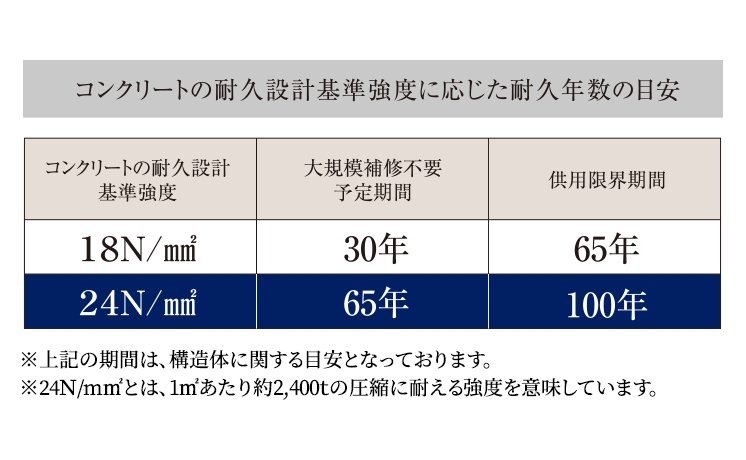 コンクリートの耐久設計基準強度に応じた耐久年数の目安
コンクリートの耐久設計
基準強度
大規模補修不要
予定期間
供用限界期間
18N/㎟
30年
65年
24N/㎟
65年
100年
※上記の期間は、構造体に関する目安となっております。
※24N/m㎡とは、1㎡あたり約2,400tの圧縮に耐える強度を意味しています。